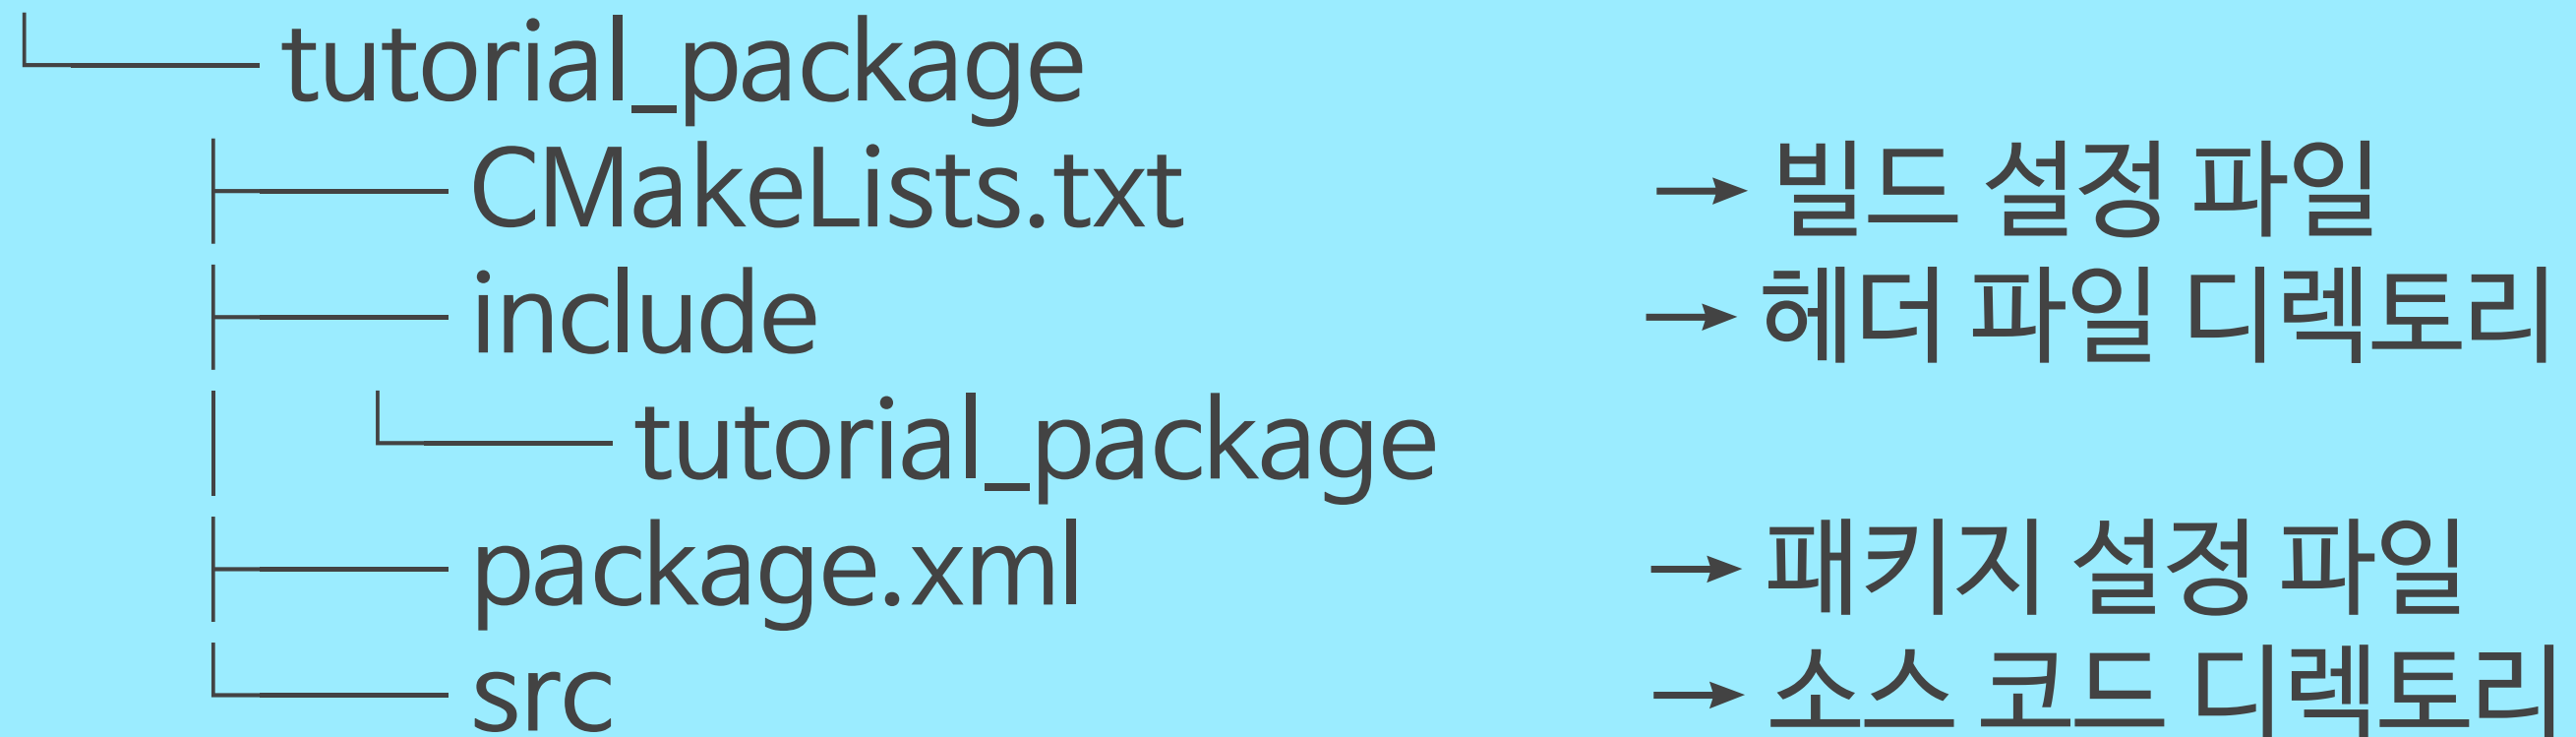 └── tutorial_package
├── CMakeLists.txt → 빌드 설정 파일
├── include → 헤더 파일 디렉토리
│ └── tutorial_package
├── package.xml → 패키지 설정 파일
└── src → 소스 코드 디렉토리